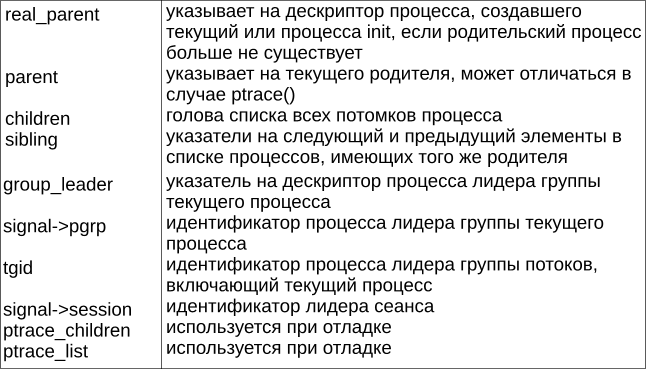 real_parent указывает на дескриптор процесса, создавшего
текущий или процесса init, если родительский процесс
больше не существует
parent указывает на текущего родителя, может отличаться в
случае ptrace()
children голова списка всех потомков процесса
sibling указатели на следующий и предыдущий элементы в
списке процессов, имеющих того же родителя
group_leader указатель на дескриптор процесса лидера группы
текущего процесса
signal->pgrp идентификатор процесса лидера группы текущего
процесса
tgid идентификатор процесса лидера группы потоков,
включающий текущий процесс
signal->session идентификатор лидера сеанса
ptrace_children используется при отладке
ptrace_list используется при отладке